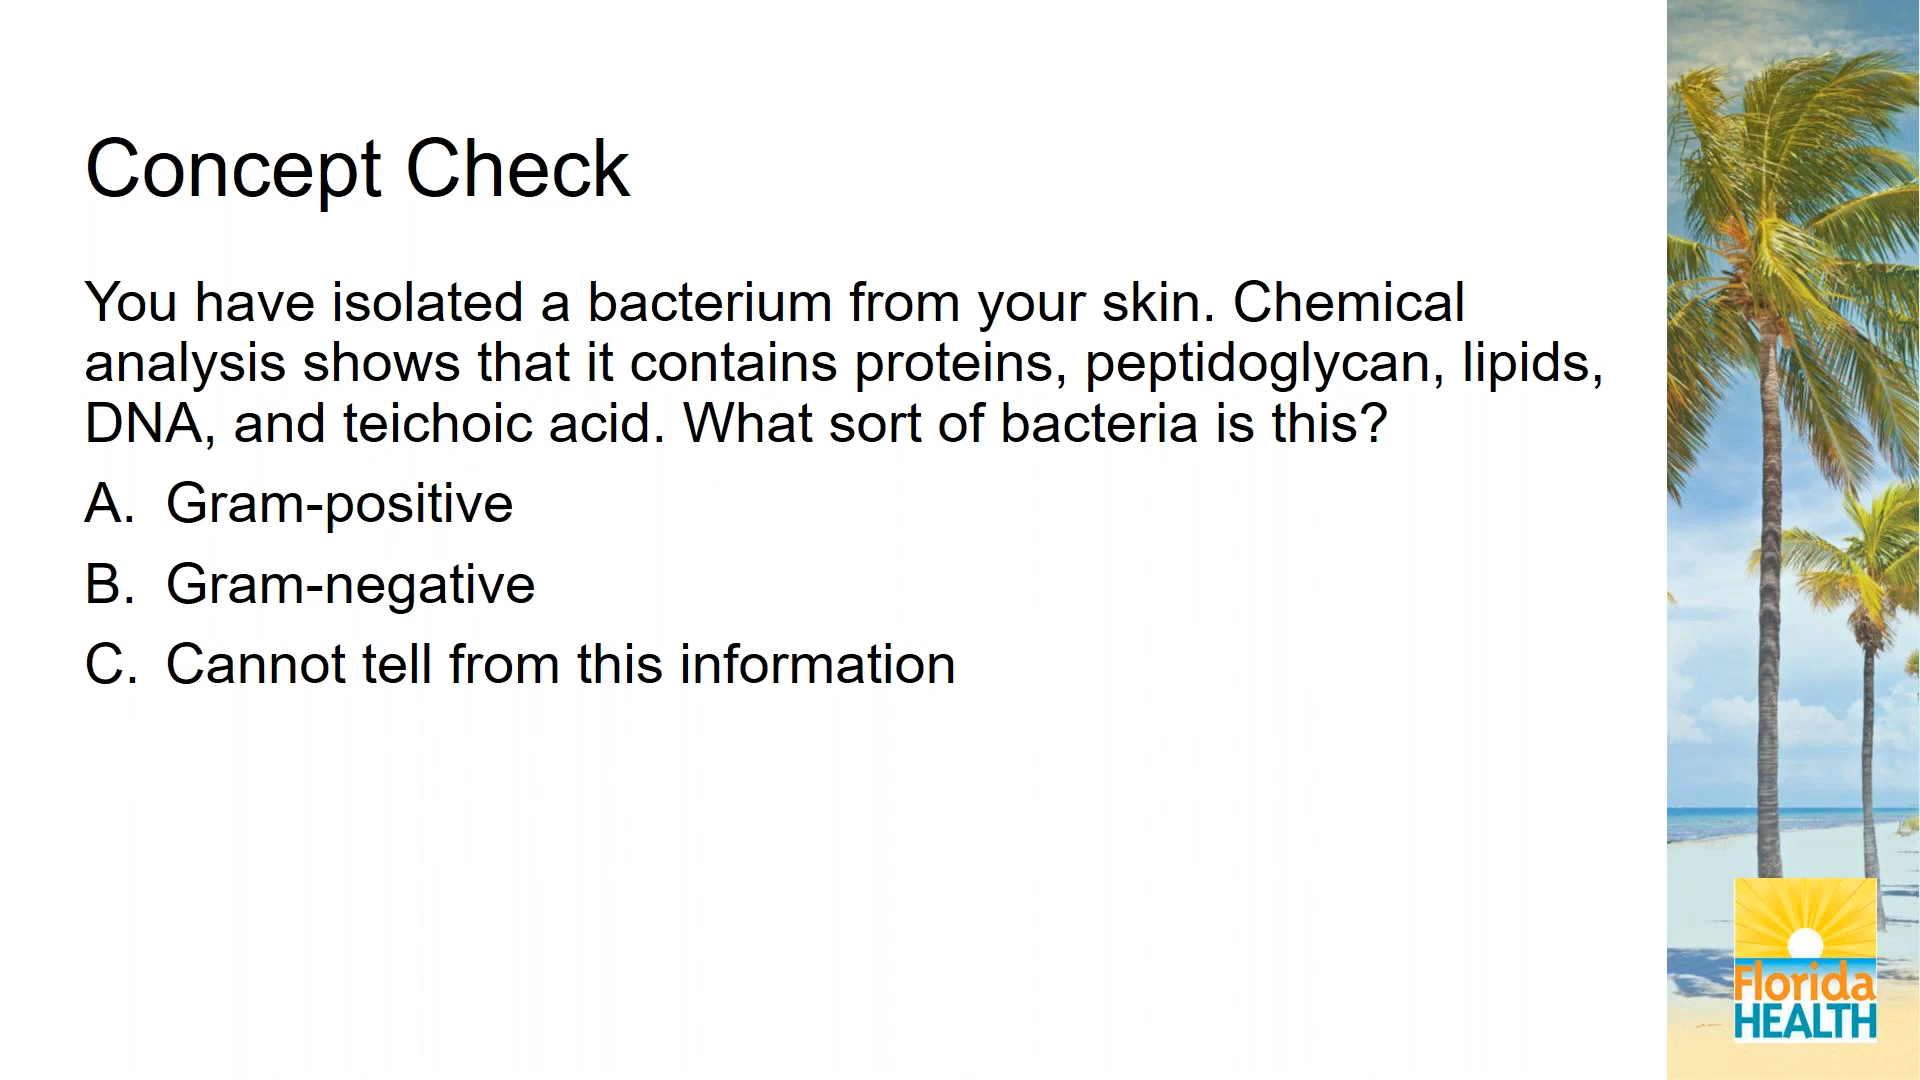 Concept Check
You have isolated a bacterium from your skin. Chemical
analysis shows that it contains proteins, peptidoglycan, lipids,
DNA, and teichoic acid. What sort of bacteria is this?
A. Gram-positive
B. Gram-negative
C. Cannot tell from this information
Florida
HEALTH